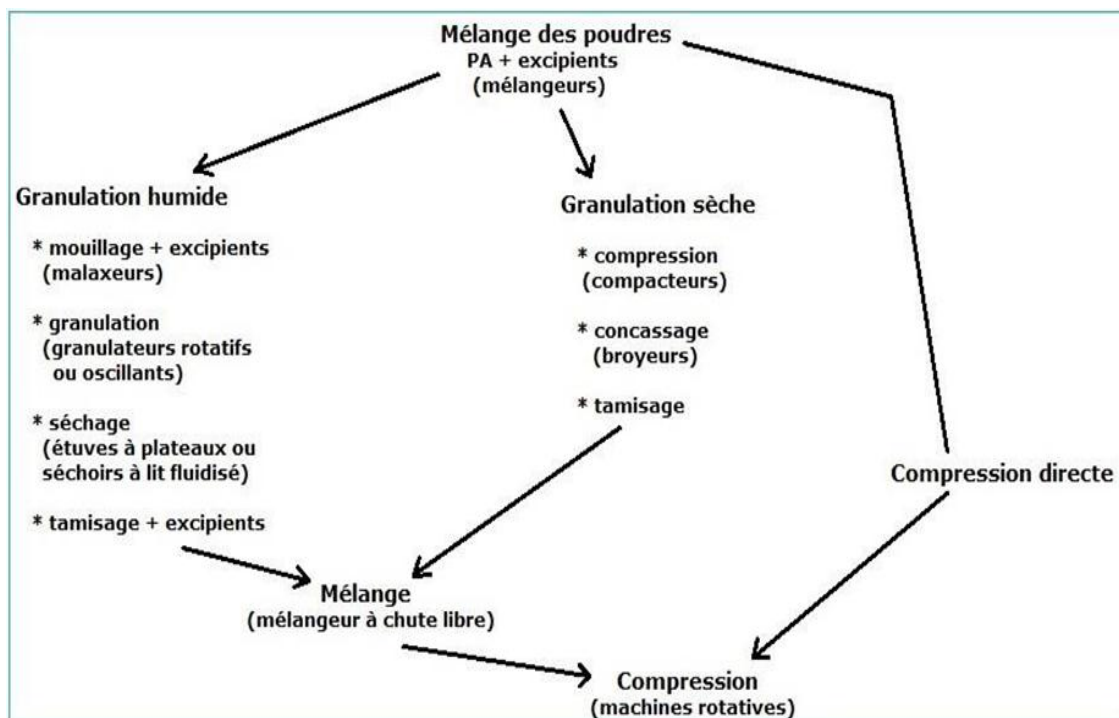 Mélange des poudres
PA + excipients
(mélangeurs)
Granulation humide
* mouillage + excipients
(malaxeurs)
* granulation
(granulateurs rotatifs
ou oscillants)
* séchage
(étuves à plateaux ou
séchoirs à lit fluidisé)
* tamisage + excipients
Granulation sèche
* compression
(compacteurs)
* concassage
(broyeurs)
* tamisage
Compression directe
Mélange
(mélangeur à chute libre)
Compression
(machines rotatives)